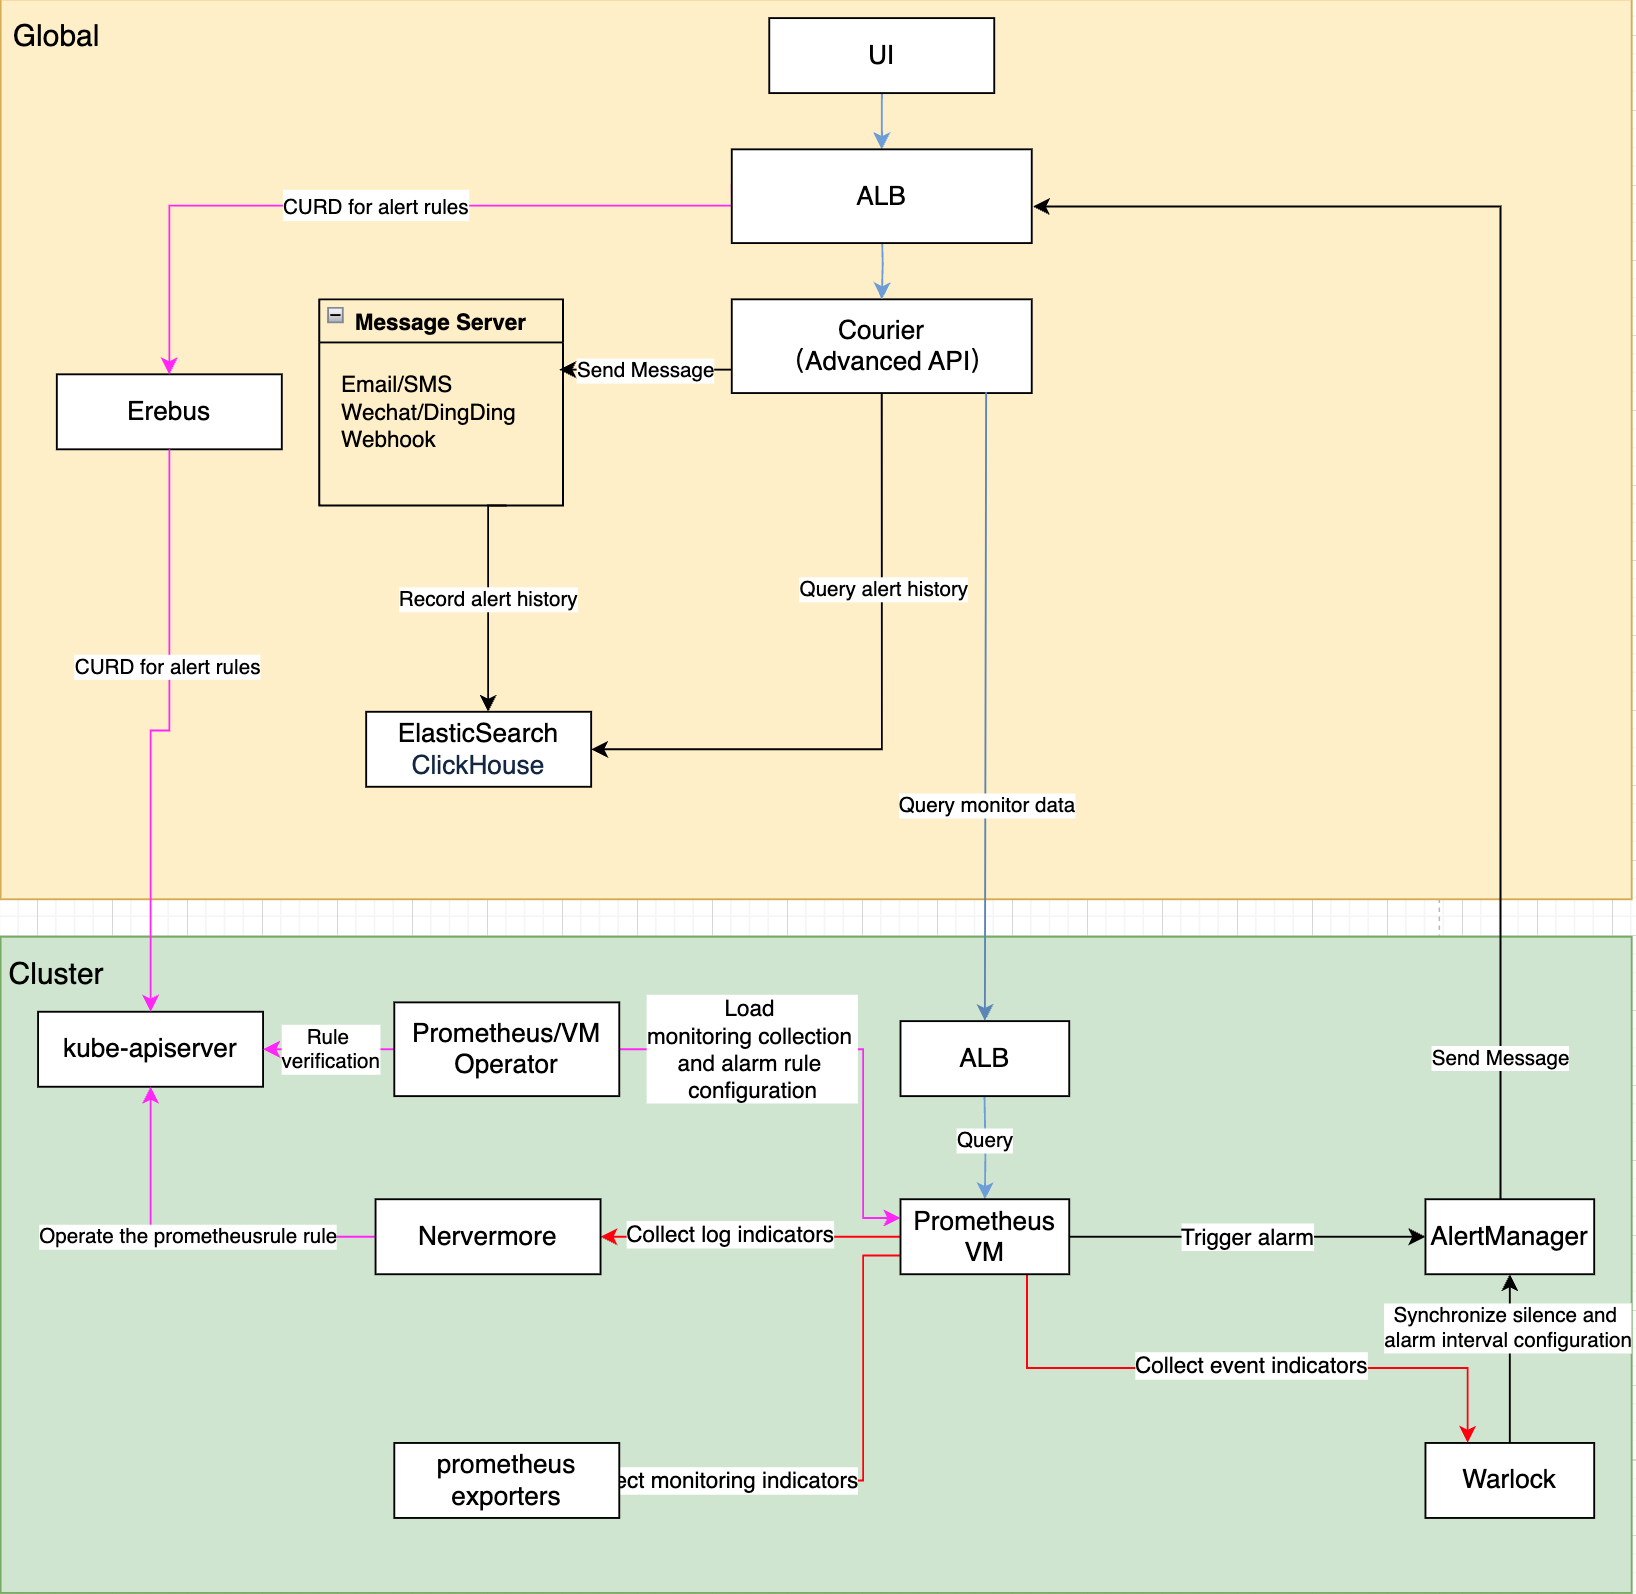 Global
UI
ALB
CURD for alert rules
Message Server
Email/SMS
Wechat/DingDing
Webhook
Send Message
Courier
(Advanced API)
Erebus
Record alert history
Query alert history
CURD for alert rules
ElasticSearch
ClickHouse
Query monitor data
Cluster
kube-apiserver
Rule
verification
Prometheus/VM
Operator
Load
monitoring collection
and alarm rule
configuration
ALB
Send Message
Query
Operate the prometheusrule rule
Nervermore
Collect log indicators
Prometheus
VM
Trigger alarm
AlertManager
Synchronize silence and
alarm interval configuration
Collect event indicators
prometheus
exporters
ect monitoring indicators
Warlock